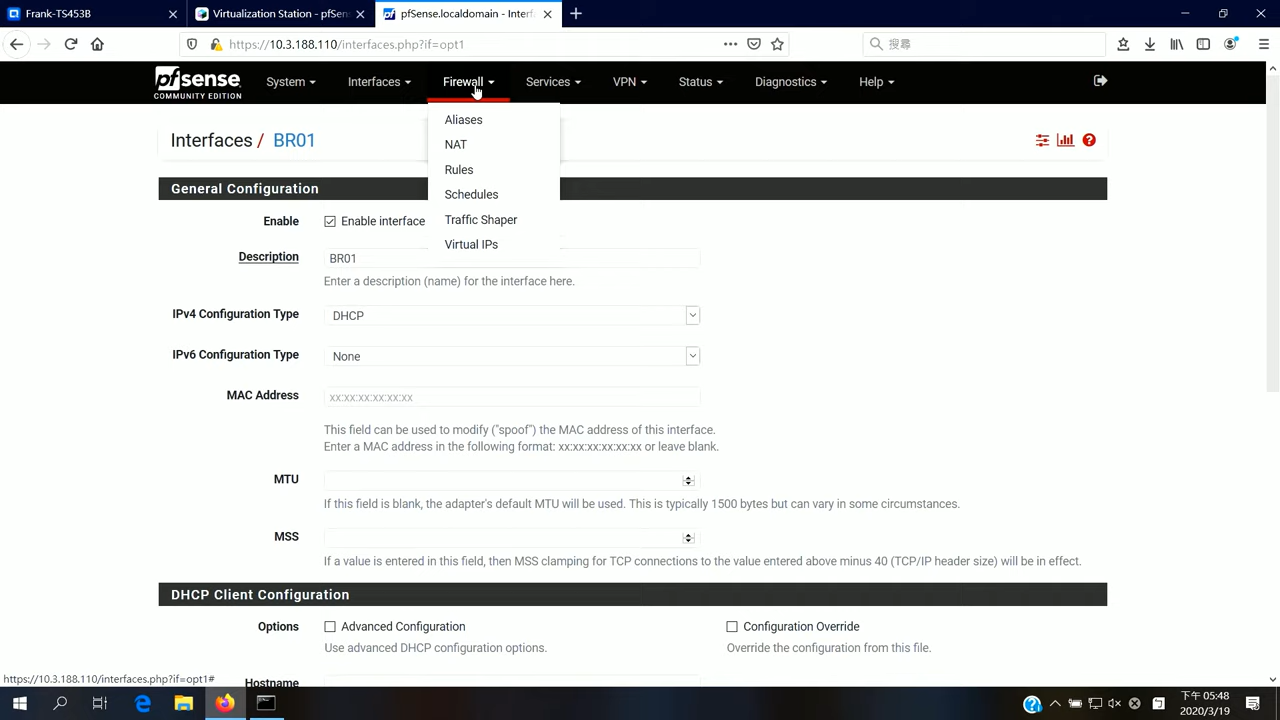 Frank-TS453B
Virtualization Station - pfSens
pfSense.localdomain - Interf
https://10.3.188.110/interfaces.php?if=opt1
搜尋
pfsense
COMMUNITY EDITION
System
Interfaces
Firewall
Services
VPN
Status
Diagnostics
Help
Aliases
NAT
Rules
Schedules
Traffic Shaper
Virtual IPs
Interfaces / BR01
General Configuration
Enable
Enable interface
Description
BR01
Enter a description (name) for the interface here.
IPv4 Configuration Type
DHCP
IPv6 Configuration Type
None
MAC Address
xx:xx:xx:xx:xx:xx
This field can be used to modify ("spoof") the MAC address of this interface.
Enter a MAC address in the following format: xx:xx:xx:xx:xx:xx or leave blank.
MTU
If this field is blank, the adapter's default MTU will be used. This is typically 1500 bytes but can vary in some circumstances.
MSS
If a value is entered in this field, then MSS clamping for TCP connections to the value entered above minus 40 (TCP/IP header size) will be in effect.
DHCP Client Configuration
Options
Advanced Configuration
Configuration Override
Use advanced DHCP configuration options.
Override the configuration from this file.
Hostname
https://10.3.188.110/interfaces.php?if=opt1#
下午 05:48
2020/3/19